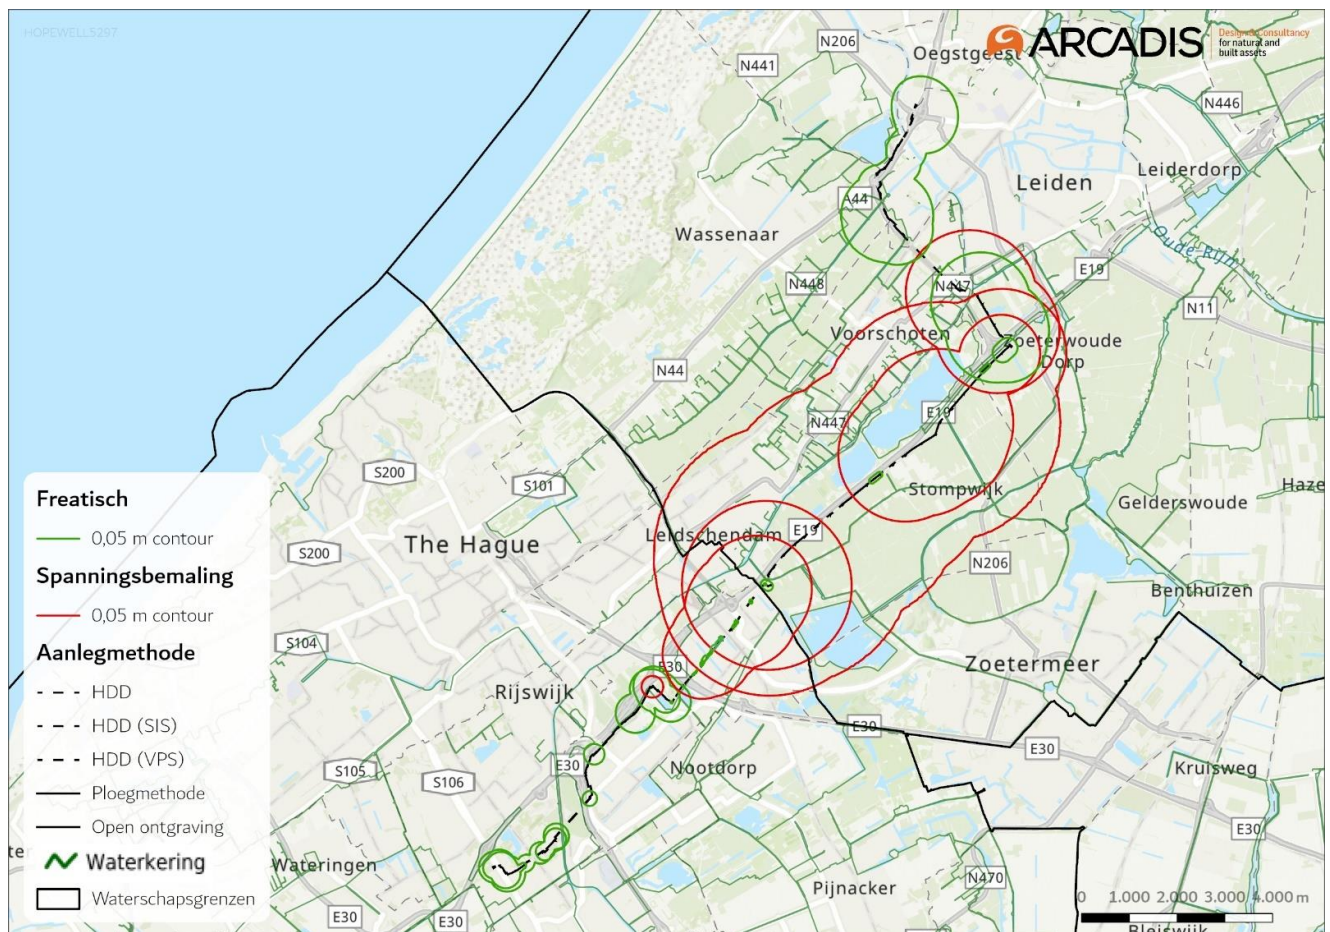 HOPEWELL5297
ARCADIS
Design & Consultancy
for natural and
built assets
N206
Oegstgeest
N441
N446
Leiderdorp
Leiden
A44
Wassenaar
Oude Rijn
E19
N448
N447
N11
Voorschoten
Zoeterwoude
Dorp
N44
E19
N447
S200
S101
Stompwijk
Gelderswoude
Haze
Leidschendam
E19
The Hague
S200
N206
Benthuizen
S104
Zoetermeer
E30
Rijswijk
E30
E30
Kruisweg
E30
Nootdorp
S105
S106
E30
Wateringen
Pijnacker
N470
E30
E30
Bleiswijk
ter
Freatisch
0,05 m contour
Spanningsbemaling
0,05 m contour
Aanlegmethode
HDD
HDD (SIS)
HDD (VPS)
Ploegmethode
Open ontgraving
Waterkering
Waterschapsgrenzen
0 1.000 2.000 3.000 4.000 m